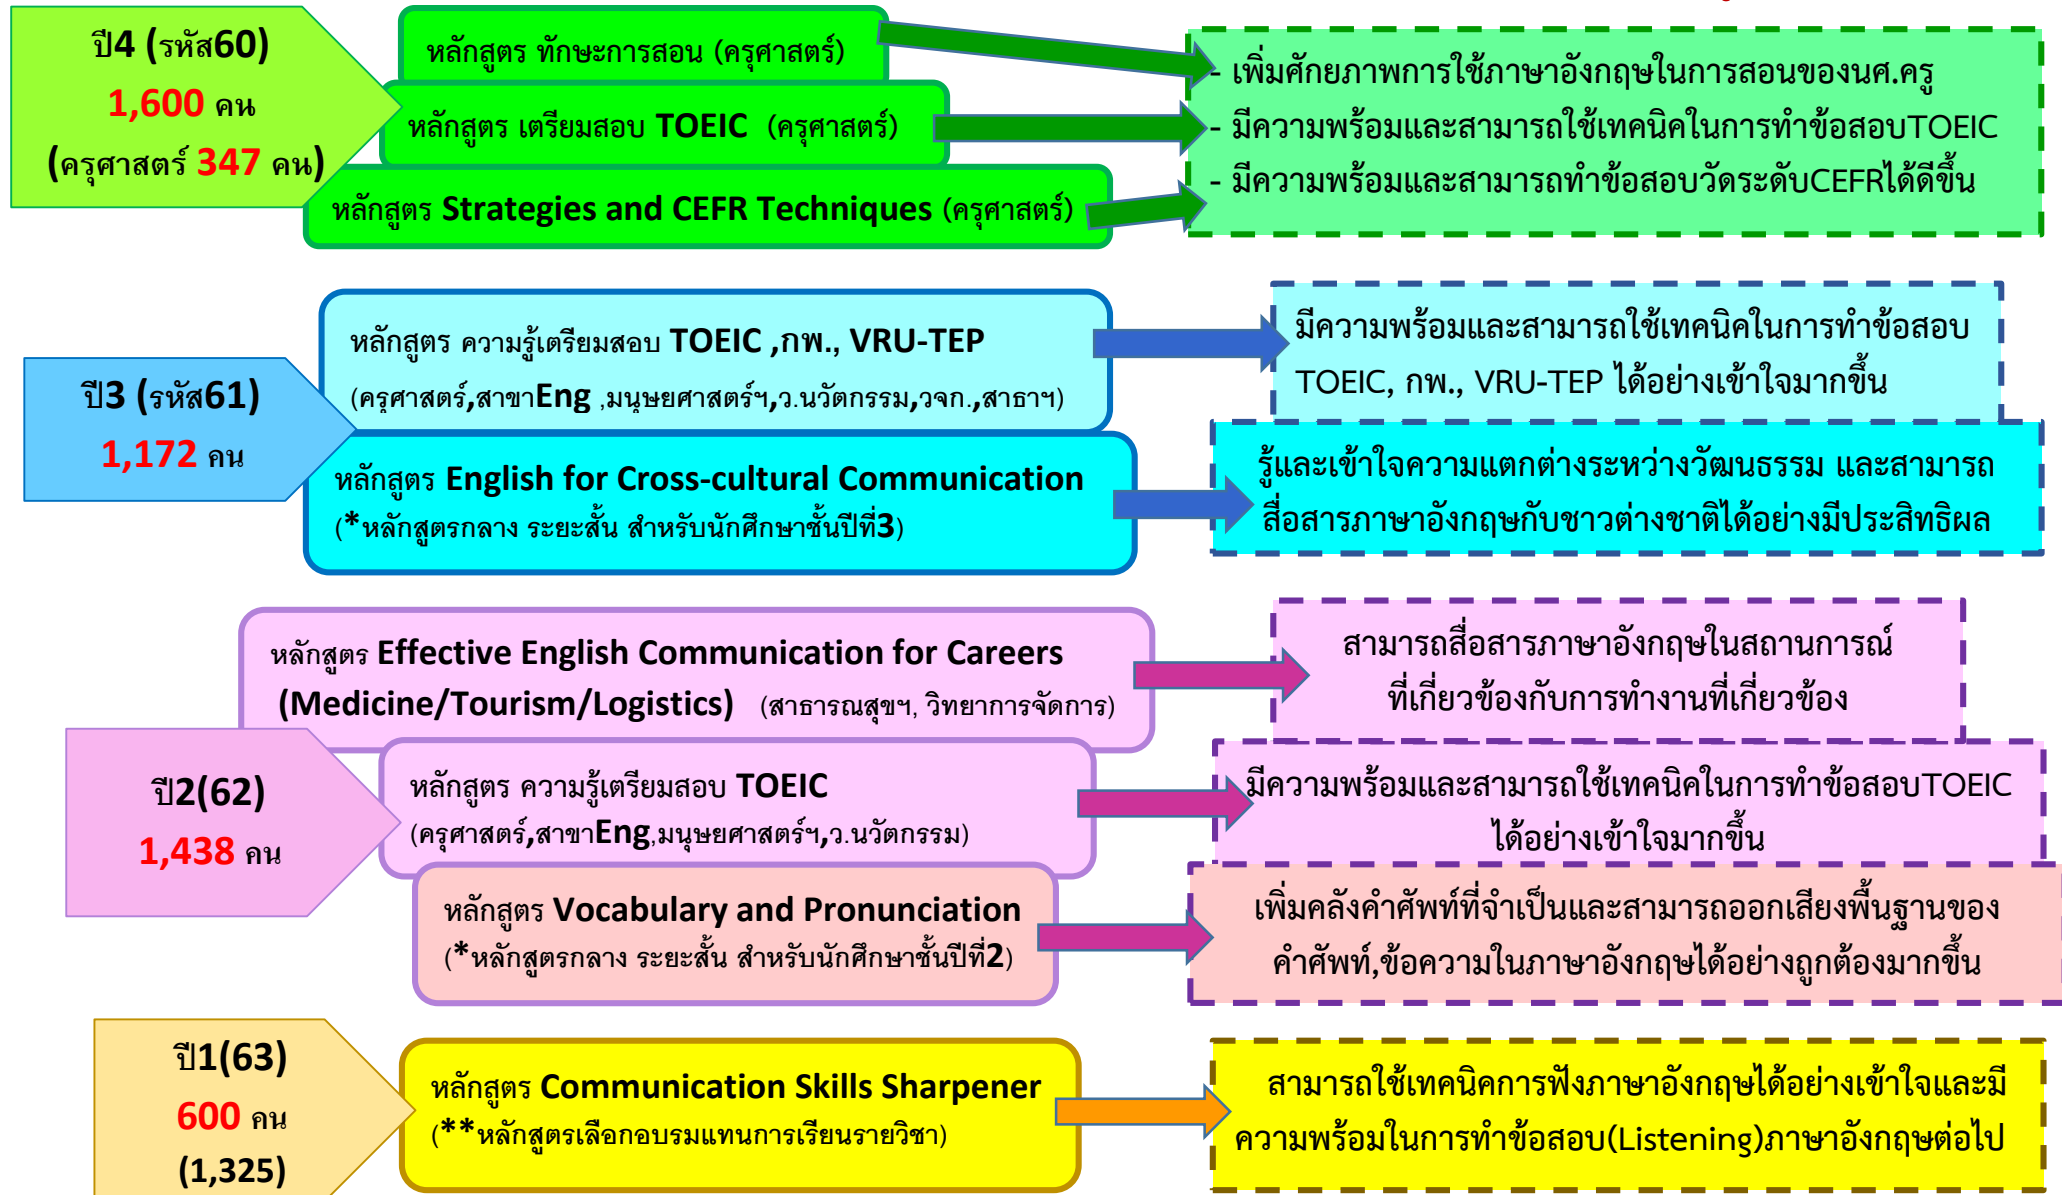 ปี4 (รหัส60)
1,600 คน
(ครุศาสตร์ 347 คน)
หลักสูตร ทักษะการสอน (ครุศาสตร์)
หลักสูตร เตรียมสอบ TOEIC (ครุศาสตร์)
หลักสูตร Strategies and CEFR Techniques (ครุศาสตร์)
- เพิ่มศักยภาพการใช้ภาษาอังกฤษในการสอนของนศ.ครู
- มีความพร้อมและสามารถใช้เทคนิคในการทำข้อสอบTOEIC
- มีความพร้อมและสามารถทำข้อสอบวัดระดับCEFRได้ดีขึ้น
ปี3 (รหัส61)
1,172 คน
หลักสูตร ความรู้เตรียมสอบ TOEIC ,กพ., VRU-TEP
(ครุศาสตร์,สาขาEng ,มนุษยศาสตร์ฯ,ว.นวัตกรรม,วจก.,สาธาฯ)
มีความพร้อมและสามารถใช้เทคนิคในการทำข้อสอบ
TOEIC, กพ., VRU-TEP ได้อย่างเข้าใจมากขึ้น
หลักสูตร English for Cross-cultural Communication
(*หลักสูตรกลาง ระยะสั้น สำหรับนักศึกษาชั้นปีที่3)
รู้และเข้าใจความแตกต่างระหว่างวัฒนธรรม และสามารถ
สื่อสารภาษาอังกฤษกับชาวต่างชาติได้อย่างมีประสิทธิผล
ปี2(62)
1,438 คน
หลักสูตร Effective English Communication for Careers
(Medicine/Tourism/Logistics) (สาธารณสุขฯ, วิทยาการจัดการ)
สามารถสื่อสารภาษาอังกฤษในสถานการณ์
ที่เกี่ยวข้องกับการทำงานที่เกี่ยวข้อง
หลักสูตร ความรู้เตรียมสอบ TOEIC
(ครุศาสตร์,สาขาEng,มนุษยศาสตร์ฯ,ว.นวัตกรรม)
มีความพร้อมและสามารถใช้เทคนิคในการทำข้อสอบTOEIC
ได้อย่างเข้าใจมากขึ้น
หลักสูตร Vocabulary and Pronunciation
(*หลักสูตรกลาง ระยะสั้น สำหรับนักศึกษาชั้นปีที่2)
เพิ่มคลังคำศัพท์ที่จำเป็นและสามารถออกเสียงพื้นฐานของ
คำศัพท์,ข้อความในภาษาอังกฤษได้อย่างถูกต้องมากขึ้น
ปี1(63)
600 คน
(1,325)
หลักสูตร Communication Skills Sharpener
(**หลักสูตรเลือกอบรมแทนการเรียนรายวิชา)
สามารถใช้เทคนิคการฟังภาษาอังกฤษได้อย่างเข้าใจและมี
ความพร้อมในการทำข้อสอบ(Listening)ภาษาอังกฤษต่อไป